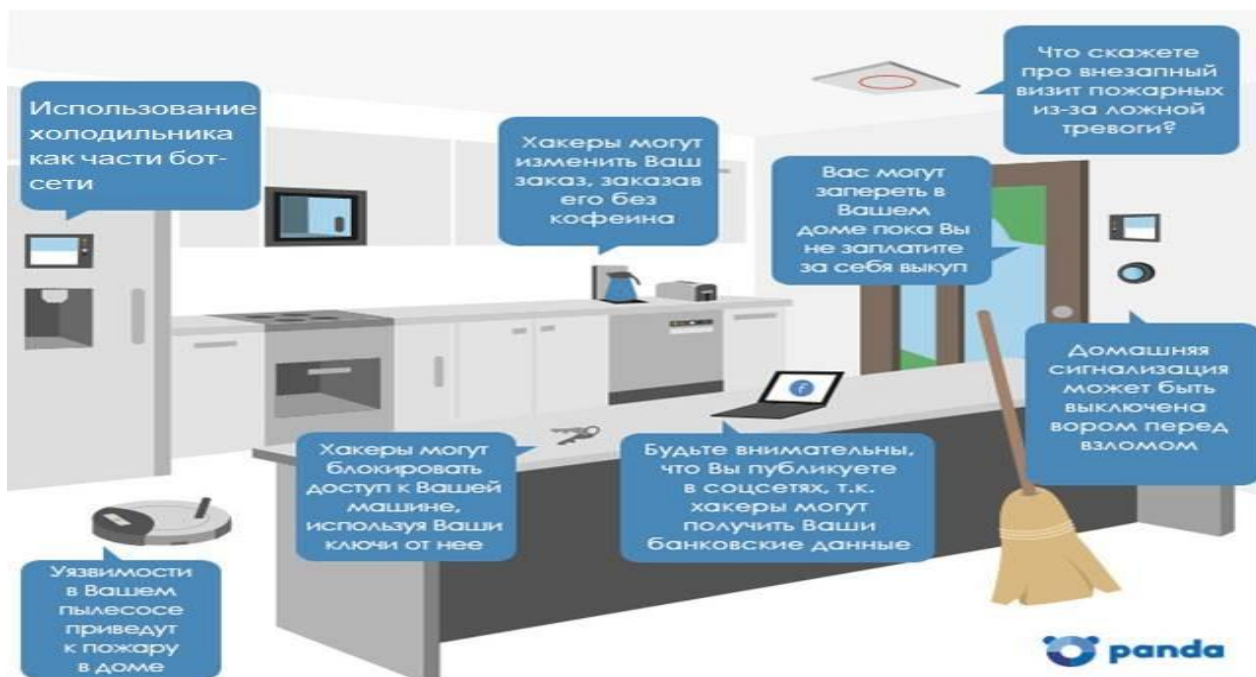 Использование
холодильника
как части бот-
сети
Хакеры могут
изменить Ваш
заказ, заказав
его без
кофеина
Что скажете
про внезапный
визит пожарных
из-за ложной
тревоги?
Вас могут
запереть в
Вашем
доме пока Вы
не заплатите
за себя выкуп
Домашняя
сигнализация
может быть
выключена
вором перед
взломом
Хакеры могут
блокировать
доступ к Вашей
машине,
используя Ваши
ключи от нее
Будьте внимательны,
что Вы публикуете
в соцсетях, т.к.
хакеры могут
получить Ваши
банковские данные
Уязвимости
в Вашем
пылесосе
приведут
к пожару
в доме
panda